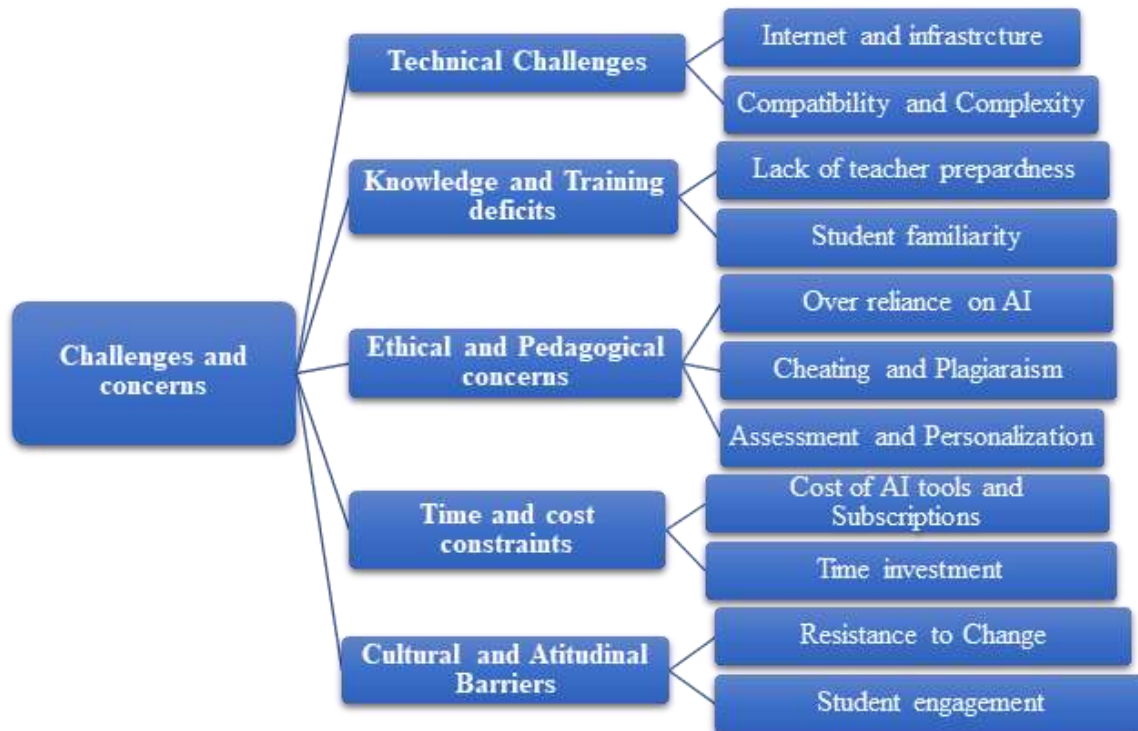 Challenges and
concerns
Technical Challenges
Internet and infrastrcture
Compatibility and Complexity
Knowledge and Training
deficits
Lack of teacher prepardness
Student familiarity
Ethical and Pedagogical
concerns
Over reliance on AI
Cheating and Plagiaraism
Assessment and Personalization
Time and cost
constraints
Cost of AI tools and
Subscriptions
Time investment
Cultural and Atitudinal
Barriers
Resistance to Change
Student engagement